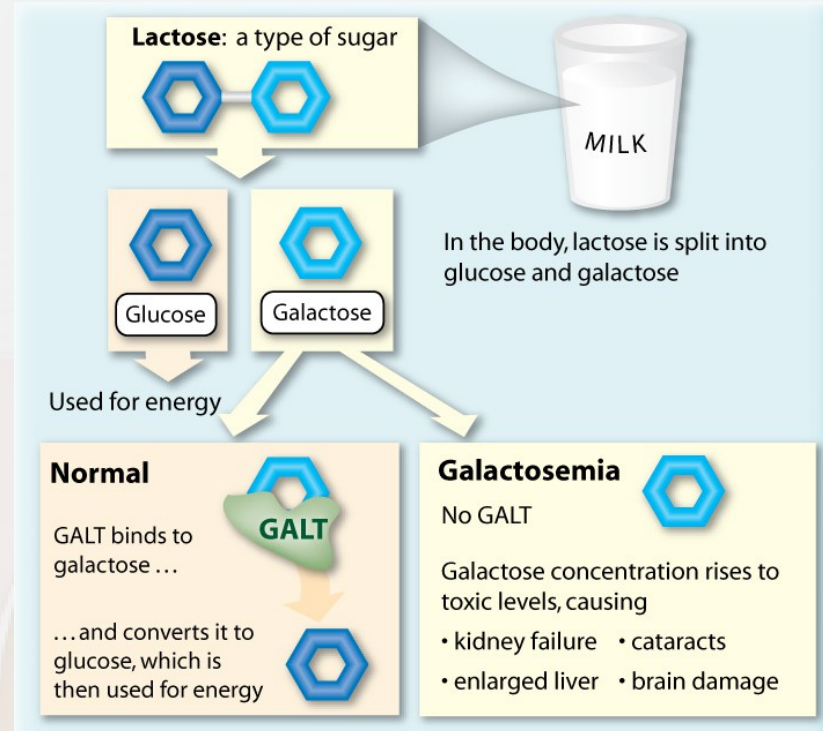 Lactose: a type of sugar
MILK
In the body, lactose is split into
glucose and galactose
Glucose
Galactose
Used for energy
Normal
GALT binds to
galactose ...
GALT
...and converts it to
glucose, which is
then used for energy
Galactosemia
No GALT
Galactose concentration rises to
toxic levels, causing
• kidney failure • cataracts
• enlarged liver • brain damage